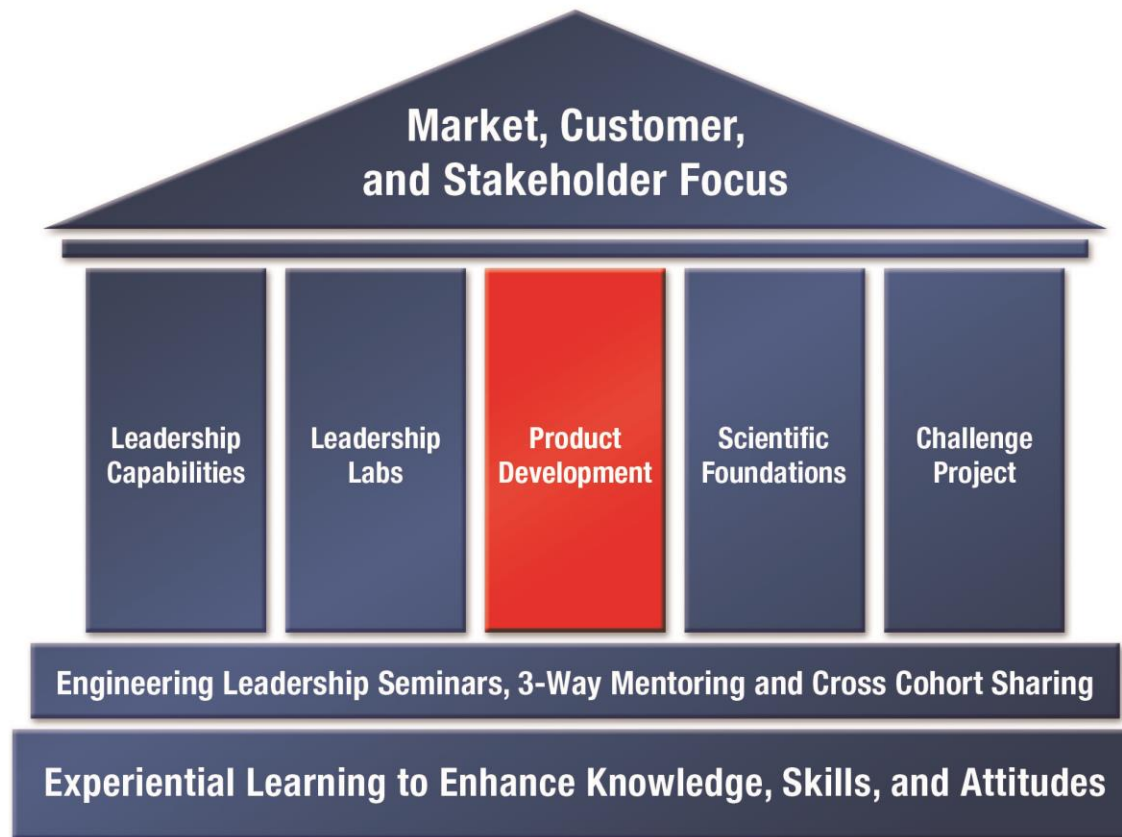 Market, Customer,
and Stakeholder Focus
Leadership
Capabilities
Leadership
Labs
Product
Development
Scientific
Foundations
Challenge
Project
Engineering Leadership Seminars, 3-Way Mentoring and Cross Cohort Sharing
Experiential Learning to Enhance Knowledge, Skills, and Attitudes